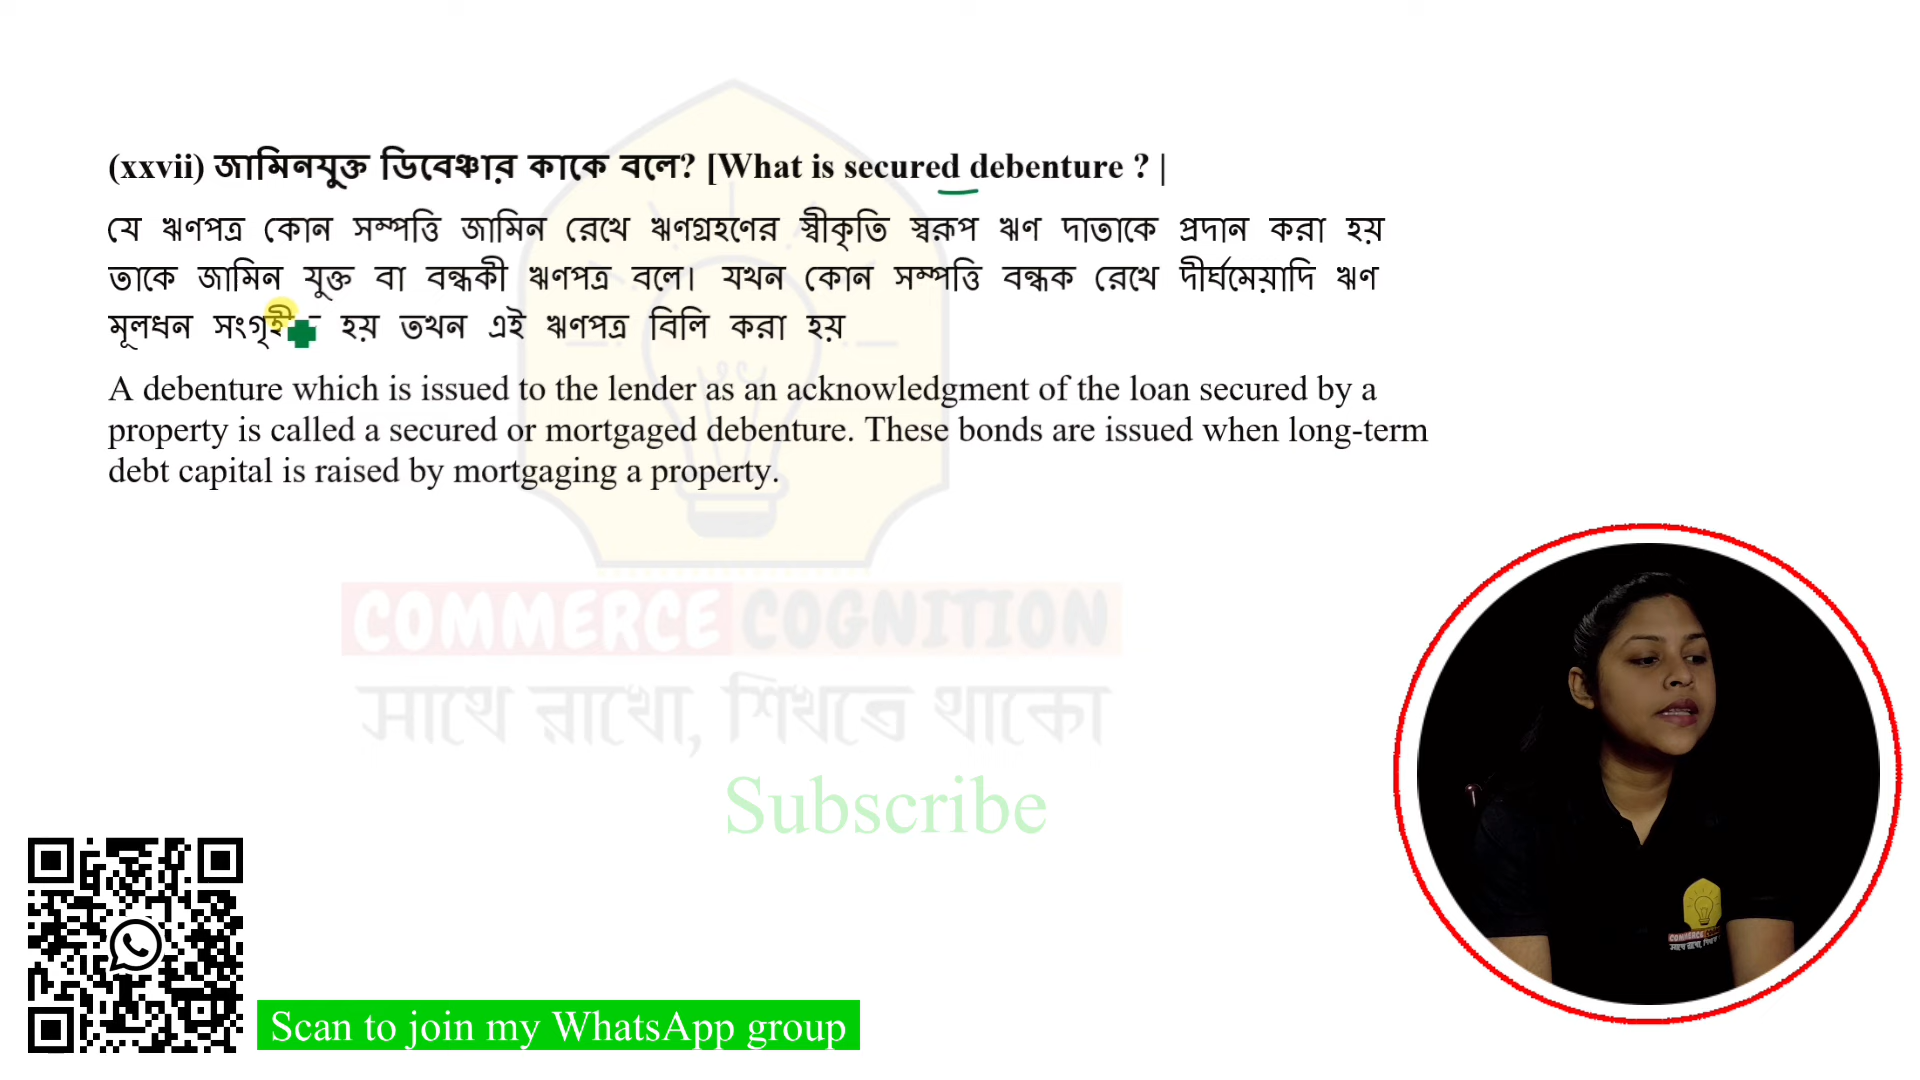 (xxvii) জামিনযুক্ত ডিবেঞ্চার কাকে বলে? [What is secured debenture ? |
যে ঋণপত্র কোন সম্পত্তি জামিন রেখে ঋণগ্রহণের স্বীকৃতি স্বরূপ ঋণ দাতাকে প্রদান করা হয়
তাকে জামিন যুক্ত বা বন্ধকী ঋণপত্র বলে। যখন কোন সম্পত্তি বন্ধক রেখে দীর্ঘমেয়াদি ঋণ
মূলধন হয় তখন এই ঋণপত্র বিলি করা হয়
A debenture which is issued to the lender as an acknowledgment of the loan secured by a
property is called a secured or mortgaged debenture. These bonds are issued when long-term
debt capital is raised by mortgaging a property.
COMMERCE COGNITION
সাথে রাখো, শিখতে থাকো
Subscribe
Scan to join my WhatsApp group